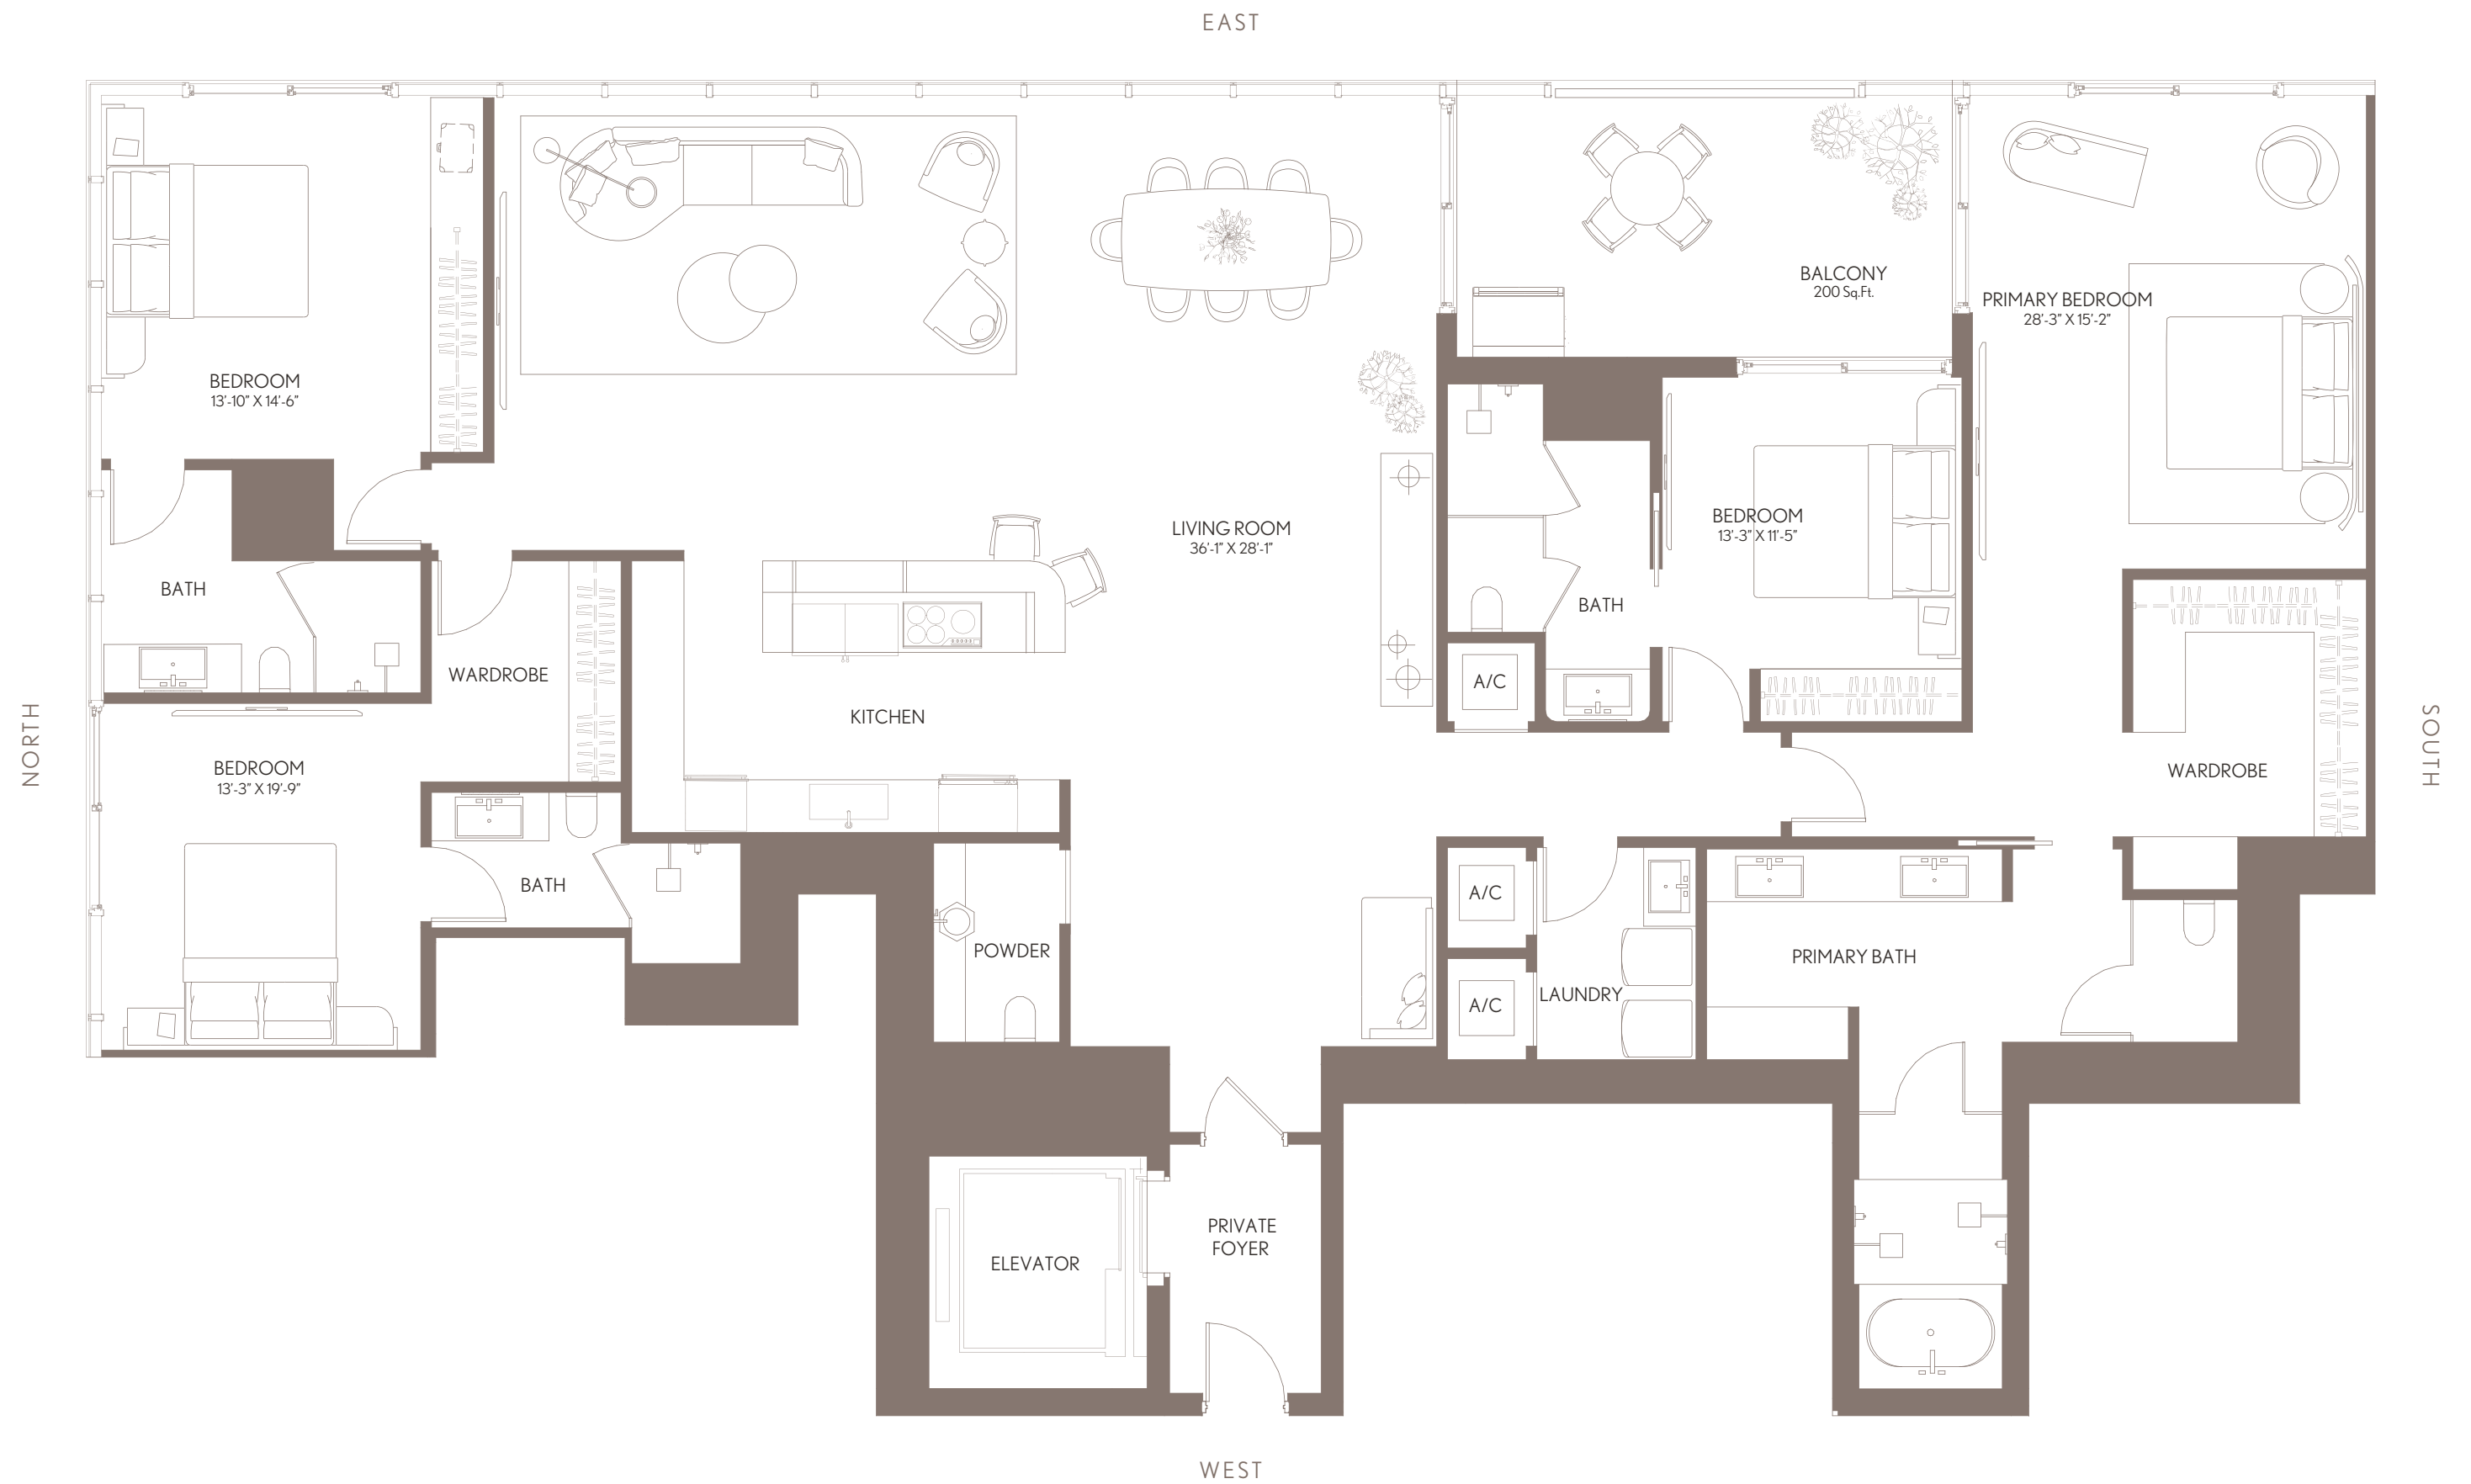 EAST
BALCONY
200 Sq.Ft.
PRIMARY BEDROOM
28'-3" X 15'-2"
BEDROOM
13'-10" X 14'-6"
LIVING ROOM
36'-1" X 28'-1"
BEDROOM
13'-3" X 11'-5"
BATH
BATH
WARDROBE
A/C
KITCHEN
NORTH
SOUTH
BEDROOM
13'-3" X 19'-9"
WARDROBE
BATH
A/C
POWDER
PRIMARY BATH
LAUNDRY
A/C
PRIVATE
FOYER
ELEVATOR
WEST